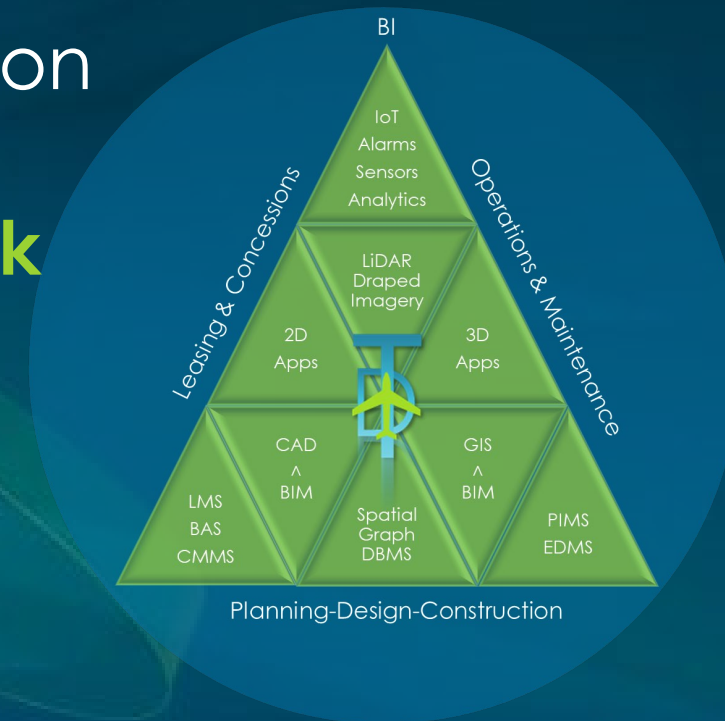 on
k
BI
Leasing & Concessions
Operations & Maintenance
IoT
Alarms
Sensors
Analytics
LiDAR
Draped
Imagery
2D
Apps
3D
Apps
CAD
^
BIM
GIS
^
BIM
LMS
BAS
CMMS
Spatial
Graph
DBMS
PIMS
EDMS
Planning-Design-Construction